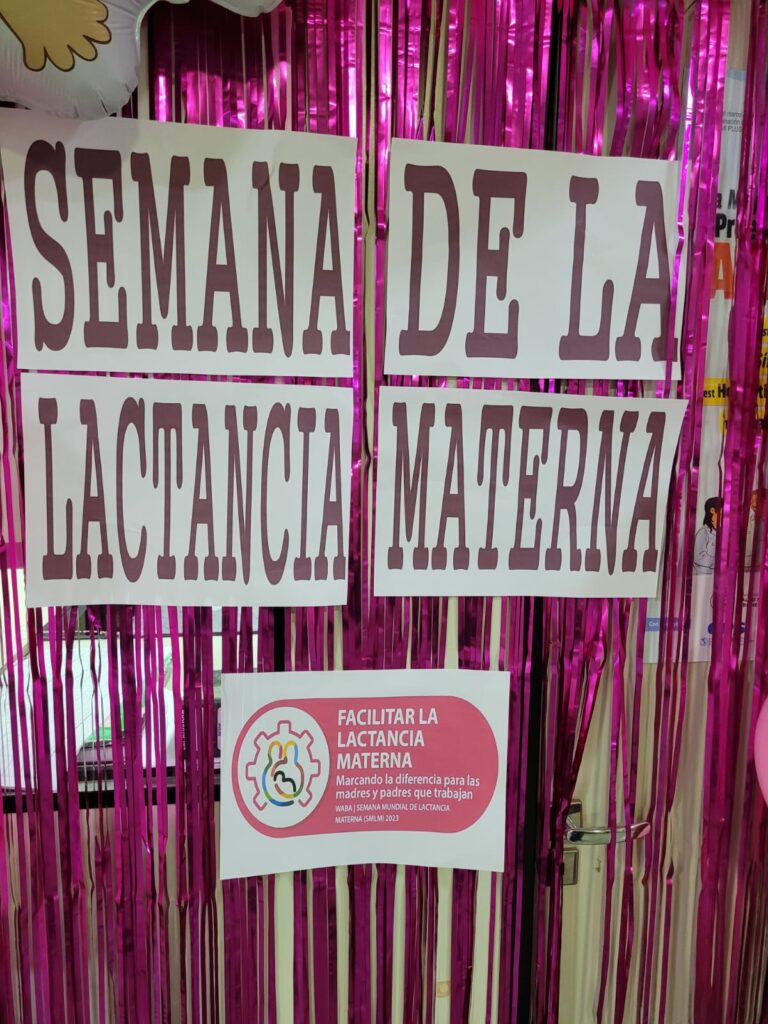 SEMANA DE LA
LACTANCIA MATERNA
FACILITAR LA
LACTANCIA
MATERNA
Marcando la diferencia para las
madres y padres que trabajan
WABA | SEMANA MUNDIAL DE LACTANCIA
MATERNA (SMLM) 2023